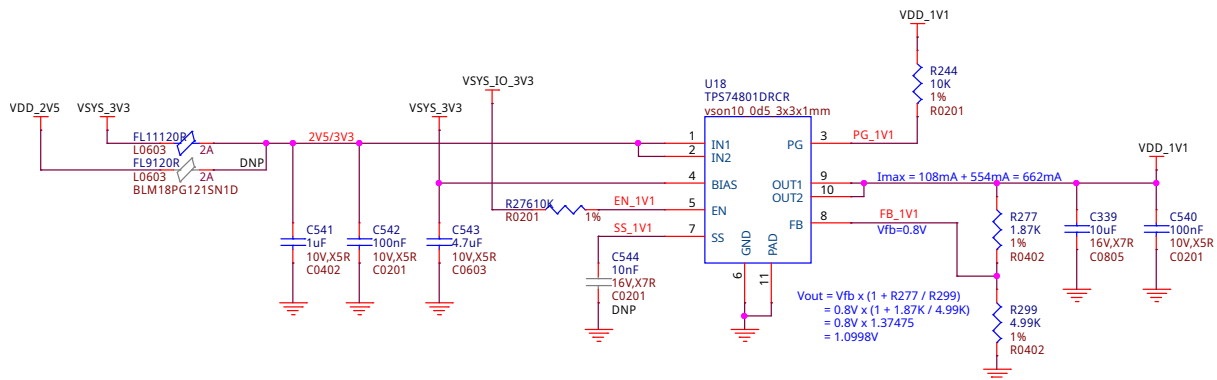 VDD_1V1
VSYS_IO_3V3
U18
TPS74801DRCR
vson10_0d5_3x3x1mm
R244
10K
1%
R0201
VDD_2V5
VSYS_3V3
VSYS_3V3
FL11120R
L0603
2A
2V5/3V3
1
IN1
2
IN2
PG
3
PG_1V1
FL9120R
L0603
2A
DNP
BLM18PG121SN1D
VDD_1V1
4
BIAS
OUT1
9
OUT2
10
Imax = 108mA + 554mA = 662mA
R27610K
R0201
1%
EN_1V1
5
EN
FB
8
FB_1V1
Vfb=0.8V
SS_1V1
7
SS
GND
PAD
6
11
C541
1uF
10V,X5R
C0402
C542
100nF
10V,X5R
C0201
C543
4.7uF
10V,X5R
C0603
C544
10nF
16V,X7R
C0201
DNP
R277
1.87K
1%
R0402
C339
10uF
16V,X7R
C0805
C540
100nF
10V,X5R
C0201
Vout = Vfb x (1 + R277 / R299)
= 0.8V x (1 + 1.87K / 4.99K)
= 0.8V x 1.37475
= 1.0998V
R299
4.99K
1%
R0402